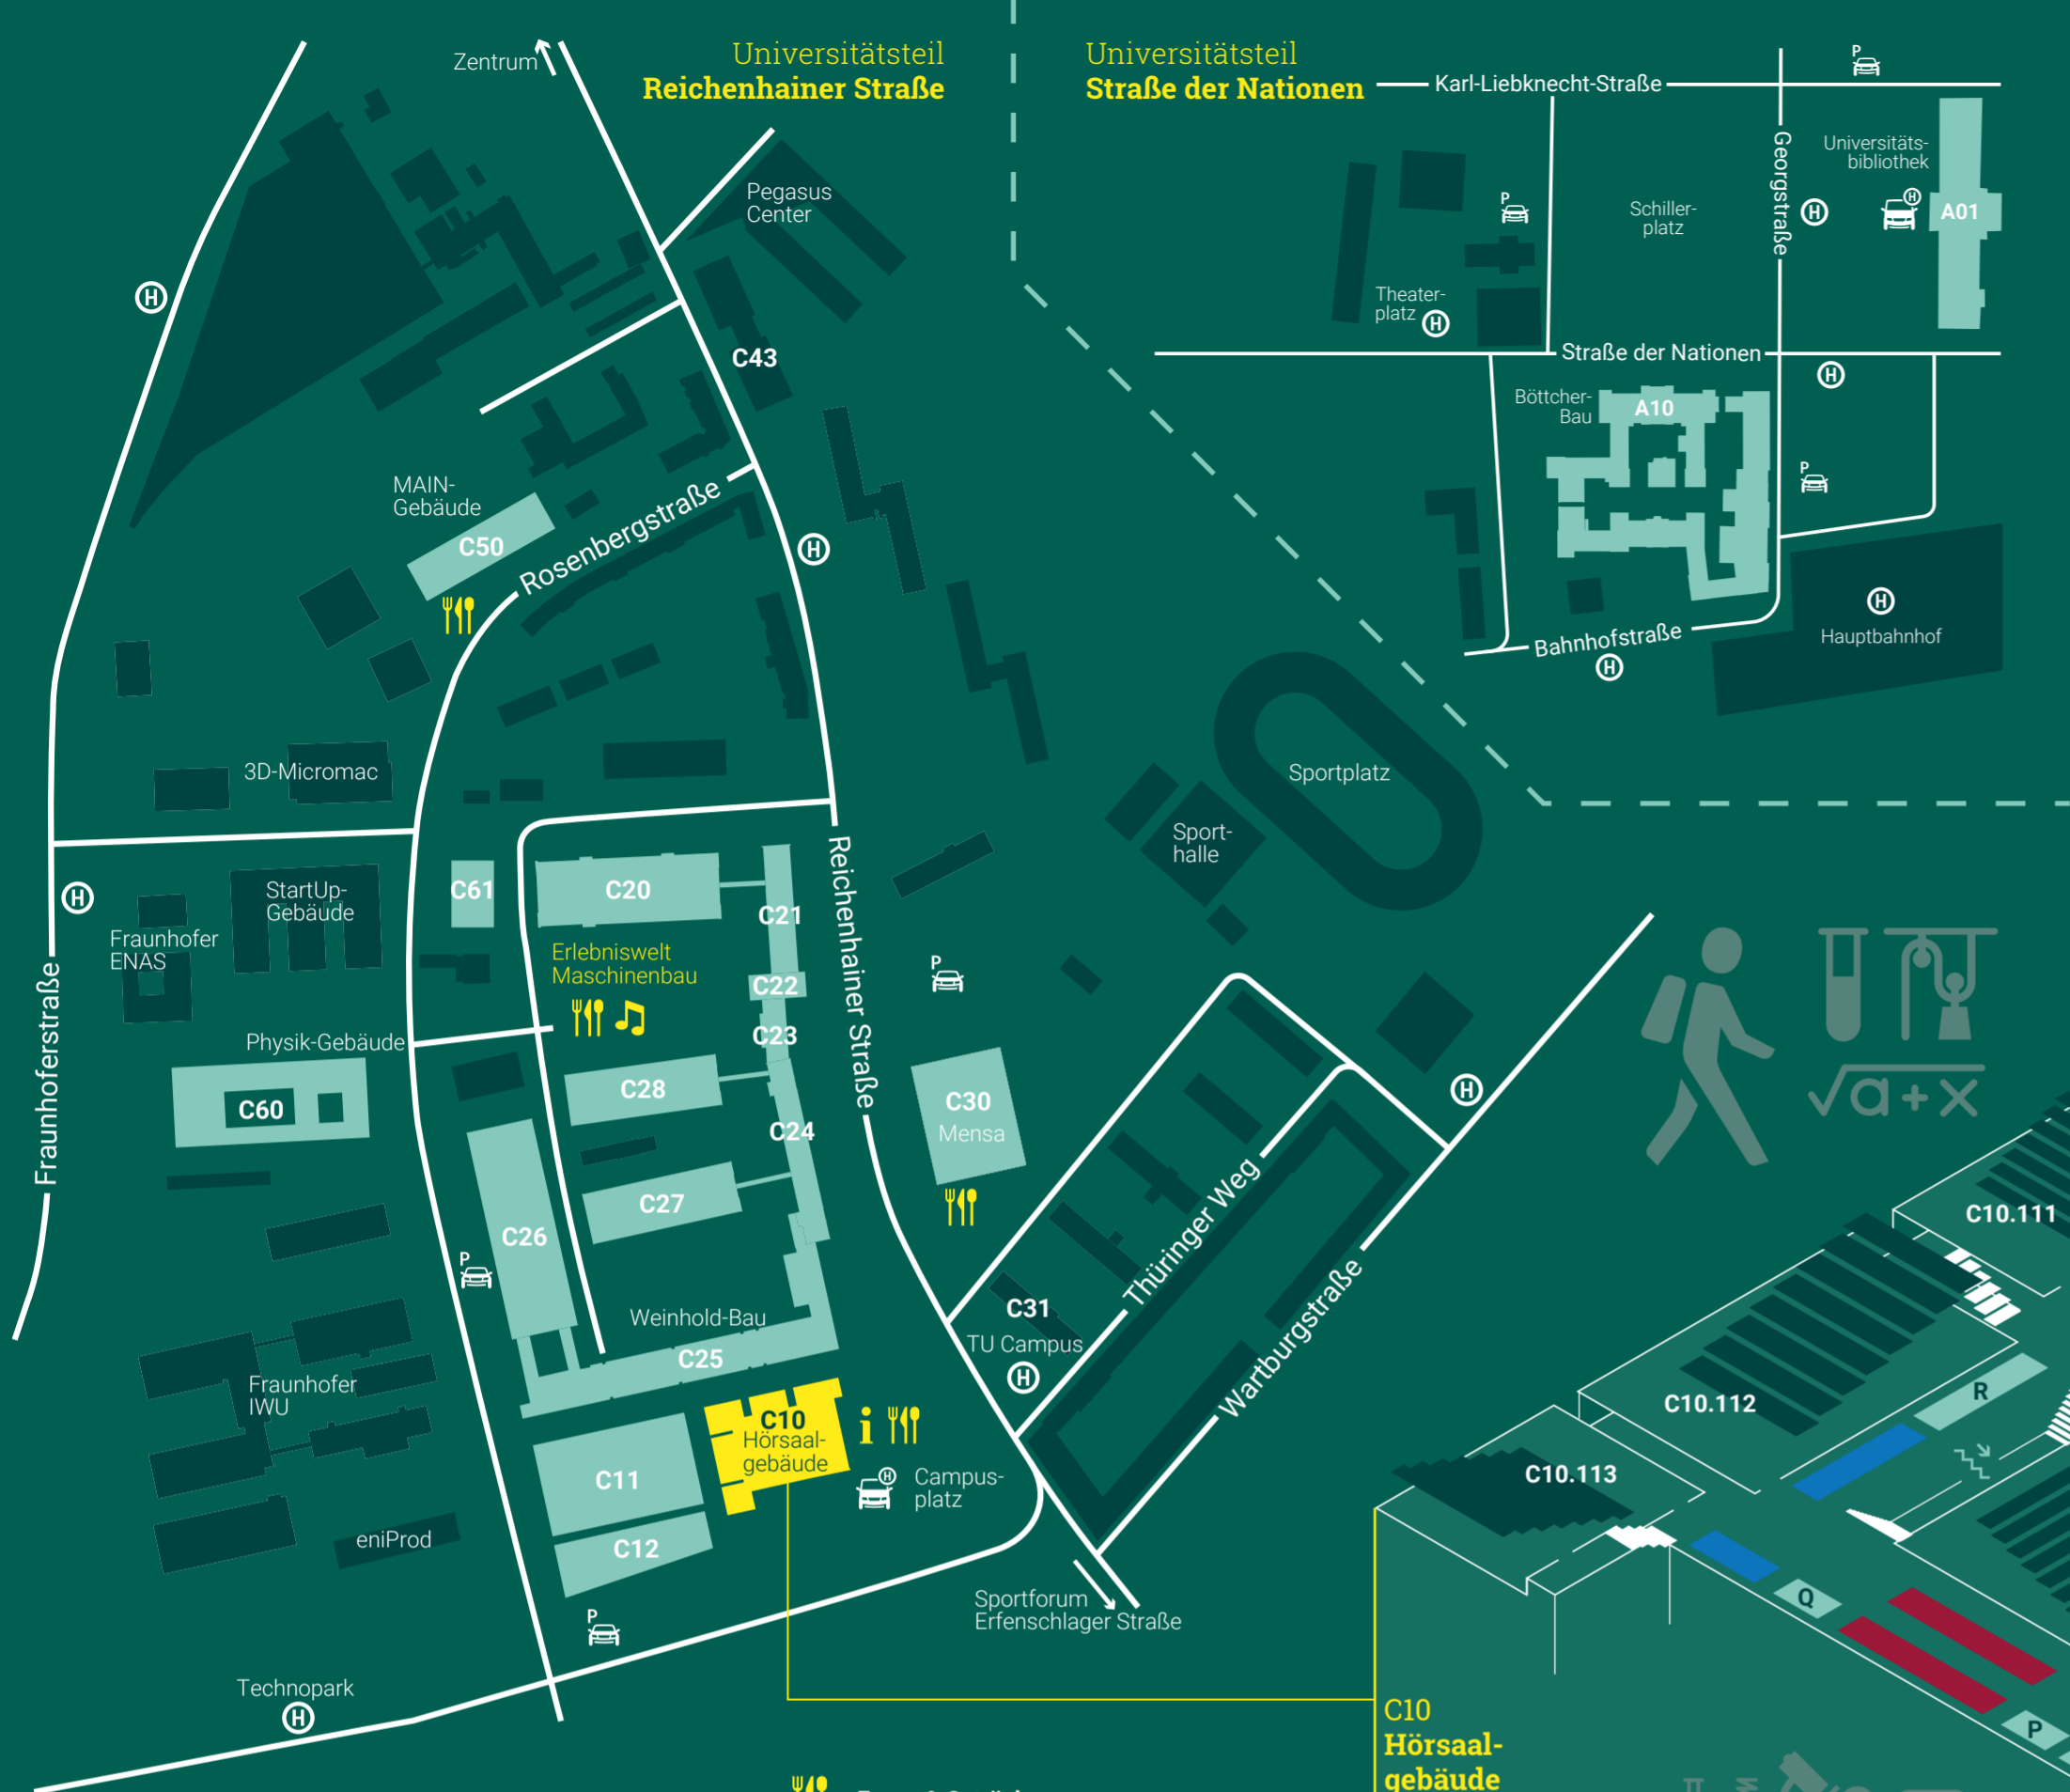 Zentrum
Universitätsteil
Reichenhainer Straße
Universitätsteil
Straße der Nationen
Karl-Liebknecht-Straße
P
Georgstraße
Universitäts-
bibliothek
H
H
A01
P
Schiller-
platz
Theater-
platz
H
Straße der Nationen
H
Böttcher-
Bau
A10
P
H
Hauptbahnhof
Bahnhofstraße
H
Pegasus
Center
H
C43
MAIN-
Gebäude
C50
Rosenbergstraße
H
3D-Micromac
Sportplatz
Sport-
halle
Reichenhainer Straße
H
StartUp-
Gebäude
C61
C20
C21
Fraunhofer
ENAS
Erlebniswelt
Maschinenbau
P
C22
C23
Fraunhoferstraße
Physik-Gebäude
C60
C28
C24
C30
Mensa
H
√a + x
C27
C26
P
Thüringer Weg
Wartburgstraße
Weinhold-Bau
C25
C31
TU Campus
H
Fraunhofer
IWU
C10
Hörsaal-
gebäude
i
C11
H
Campus-
platz
eniProd
C12
P
Sportforum
Erfenschlager Straße
Technopark
H
C10.111
C10.112
R
C10.113
Q
P
C10
Hörsaal-
gebäude